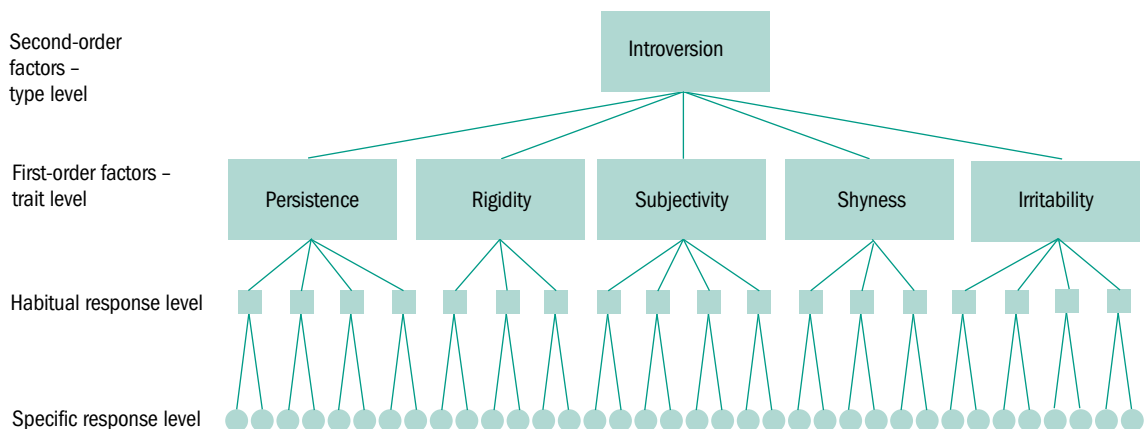 Second-order
factors –
type level
Introversion
First-order factors –
trait level
Persistence
Rigidity
Subjectivity
Shyness
Irritability
Habitual response level
Specific response level